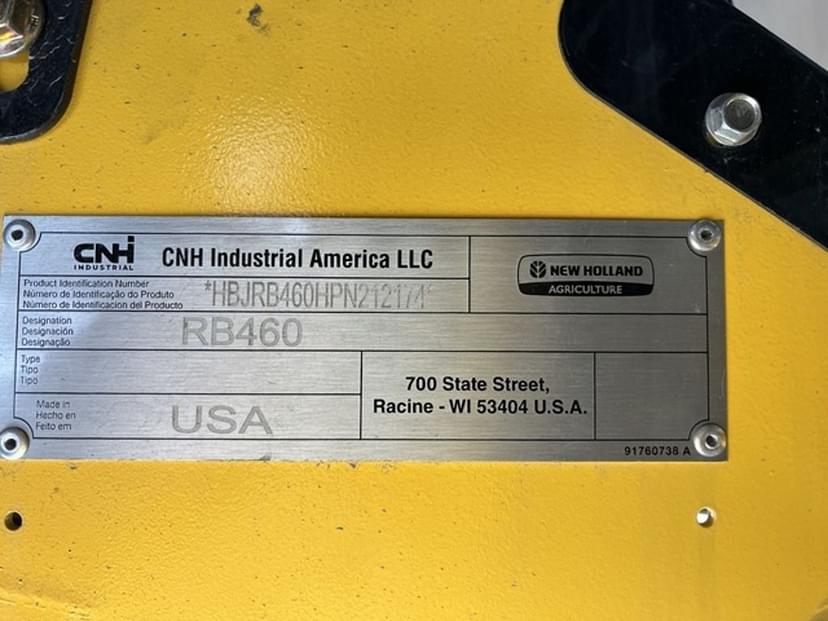 CNH
INDUSTRIAL
CNH Industrial America LLC
NEW HOLLAND
AGRICULTURE
Product Identification Number
Número de Identificação do Produto
Número de Identificacion del Producto
*HBJRB460HPN212174*
Designation
Designación
Designação
RB460
Type
Tipo
Tipo
700 State Street,
Racine - WI 53404 U.S.A.
Made in
Hecho en
Feito em
USA
91760738 A